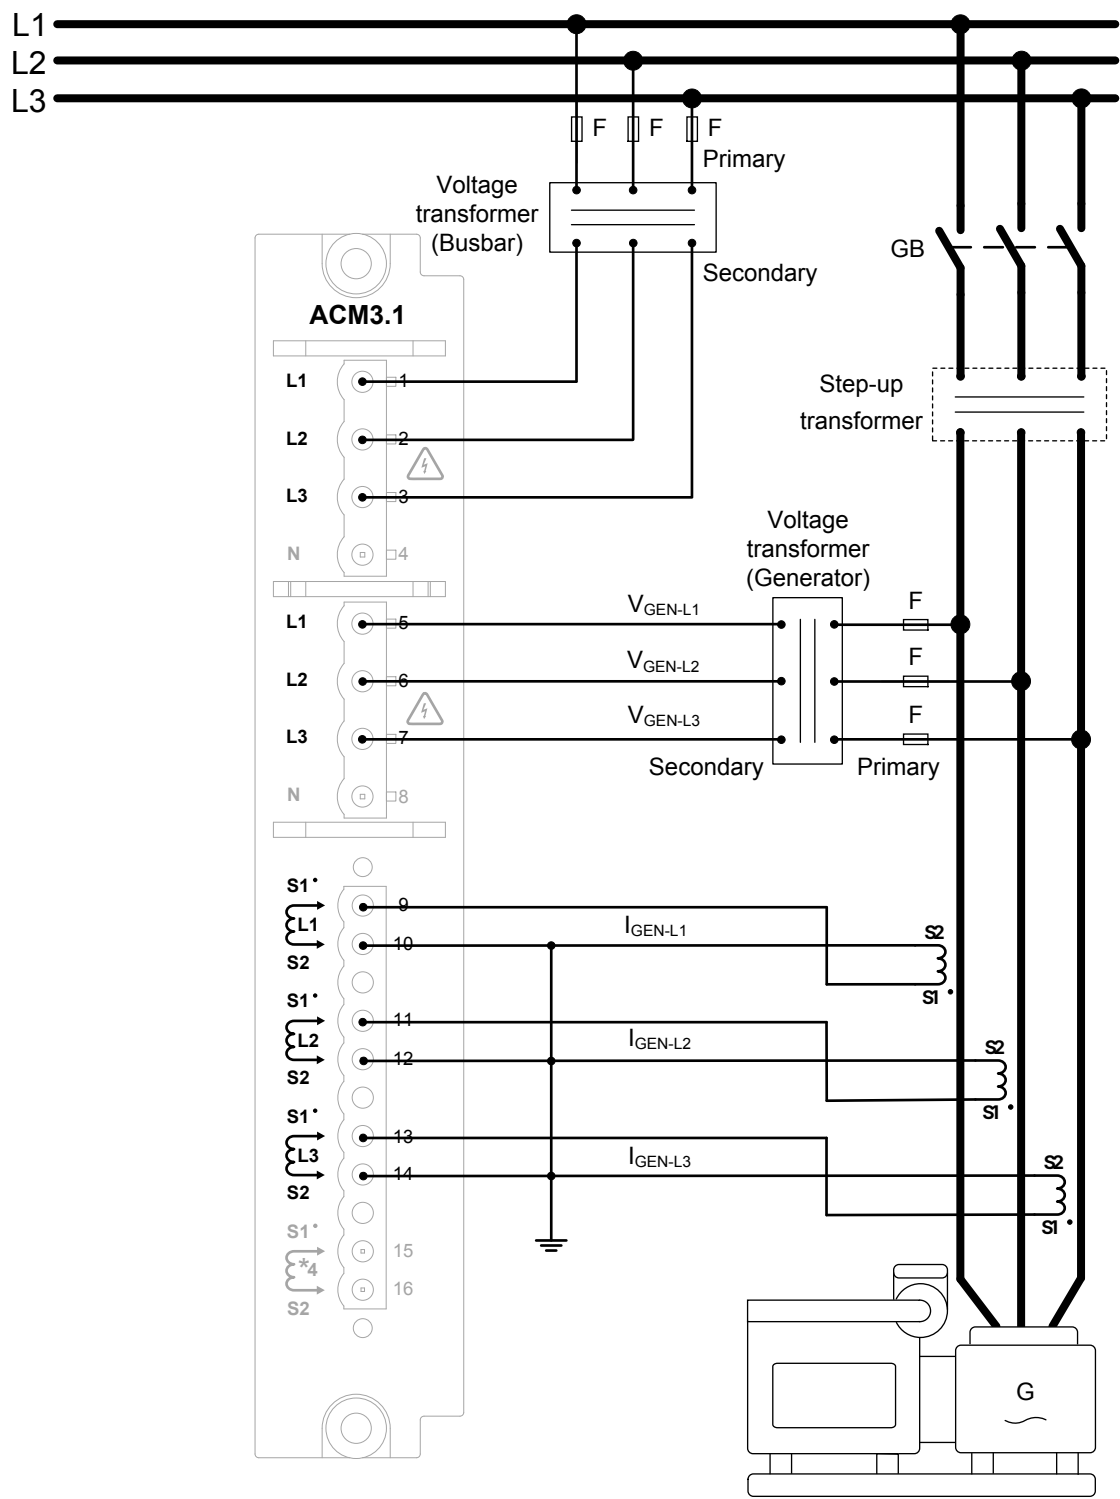 L1
L2
L3
F F F
Primary
Voltage
transformer
(Busbar)
Secondary
GB
ACM3.1
L1 1
L2 2
L3 3
N 4
Step-up
transformer
Voltage
transformer
(Generator)
L1 5
VGEN-L1
F
L2 6
VGEN-L2
F
L3 7
VGEN-L3
F
Secondary
Primary
N 8
S1
9
L1
IGEN-L1
S2
10
S2
S1
S1
11
L2
IGEN-L2
S2
12
S2
S1
S1
13
L3
IGEN-L3
S2
14
S2
S1
S1
15
*4
16
S2
G